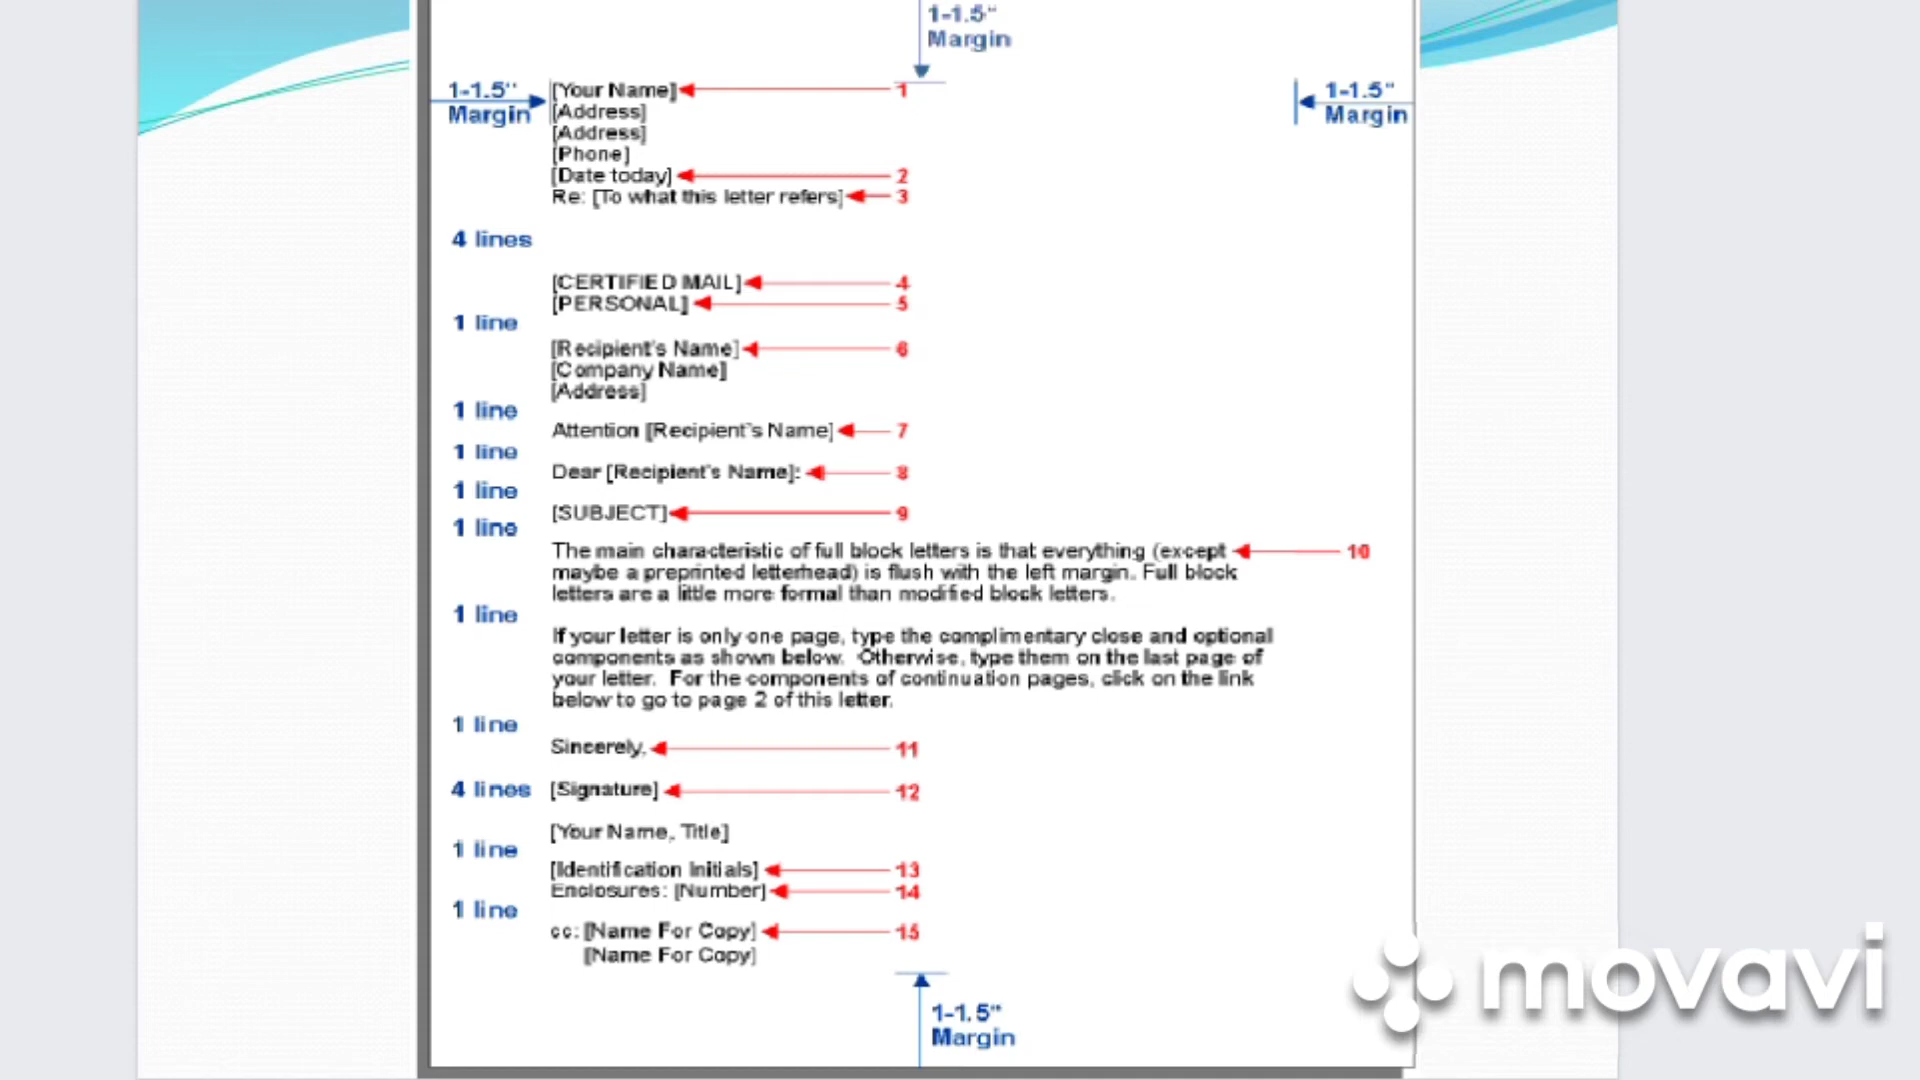 1-1.5"
Margin
1-1.5"
Margin
[Your Name] 1
1-1.5"
Margin
[Address]
[Address]
[Phone]
[Date today] 2
Re: [To what this letter refers] 3
4 lines
[CERTIFIED MAIL] 4
[PERSONAL] 5
1 line
[Recipient's Name] 6
[Company Name]
[Address]
1 line
Attention [Recipient's Name] 7
1 line
Dear [Recipient's Name]: 8
1 line
[SUBJECT] 9
1 line
The main characteristic of full block letters is that everything (except 10
maybe a preprinted letterhead) is flush with the left margin. Full block
letters are a little more formal than modified block letters.
1 line
If your letter is only one page, type the complimentary close and optional
components as shown below. Otherwise, type them on the last page of
your letter. For the components of continuation pages, click on the link
below to go to page 2 of this letter.
1 line
Sincerely, 11
4 lines [Signature] 12
[Your Name, Title]
1 line
[Identification Initials] 13
Enclosures: [Number] 14
1 line
cc: [Name For Copy] 15
[Name For Copy]
1-1.5"
Margin
movavi